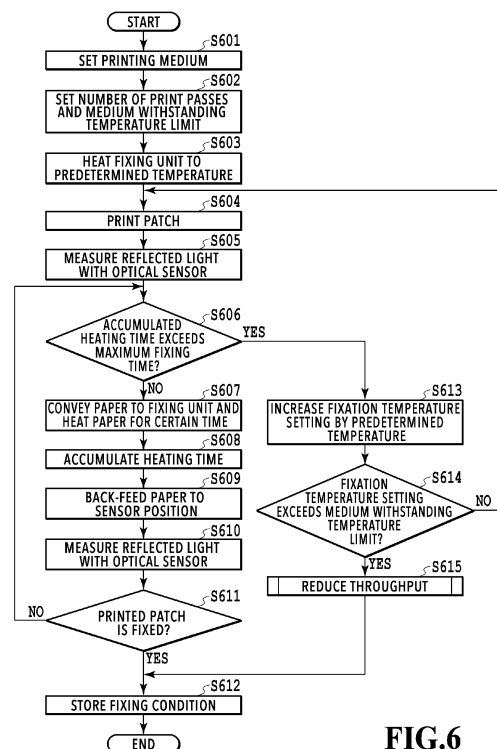 START
S601
SET PRINTING MEDIUM
S602
SET NUMBER OF PRINT PASSES
AND MEDIUM WITHSTANDING
TEMPERATURE LIMIT
S603
HEAT FIXING UNIT TO
PREDETERMINED TEMPERATURE
S604
PRINT PATCH
S605
MEASURE REFLECTED LIGHT
WITH OPTICAL SENSOR
S606
ACCUMULATED
HEATING TIME EXCEEDS
MAXIMUM FIXING
TIME?
YES
NO
S607
CONVEY PAPER TO FIXING UNIT AND
HEAT PAPER FOR CERTAIN TIME
S608
ACCUMULATE HEATING TIME
S609
BACK-FEED PAPER TO
SENSOR POSITION
S610
MEASURE REFLECTED LIGHT
WITH OPTICAL SENSOR
S611
PRINTED PATCH
IS FIXED?
NO
YES
S612
STORE FIXING CONDITION
END
S613
INCREASE FIXATION TEMPERATURE
SETTING BY PREDETERMINED
TEMPERATURE
S614
FIXATION
TEMPERATURE SETTING
EXCEEDS MEDIUM WITHSTANDING
TEMPERATURE
LIMIT?
NO
YES
S615
REDUCE THROUGHPUT
FIG.6